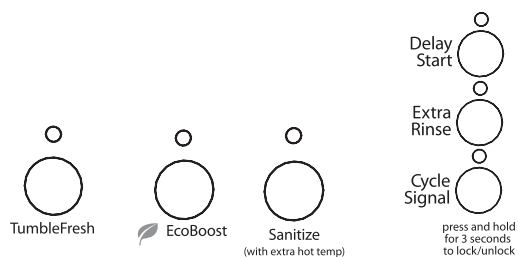 Delay
Start
Extra
Rinse
Cycle
Signal
press and hold
for 3 seconds
to lock/unlock
TumbleFresh
EcoBoost
Sanitize
(with extra hot temp)